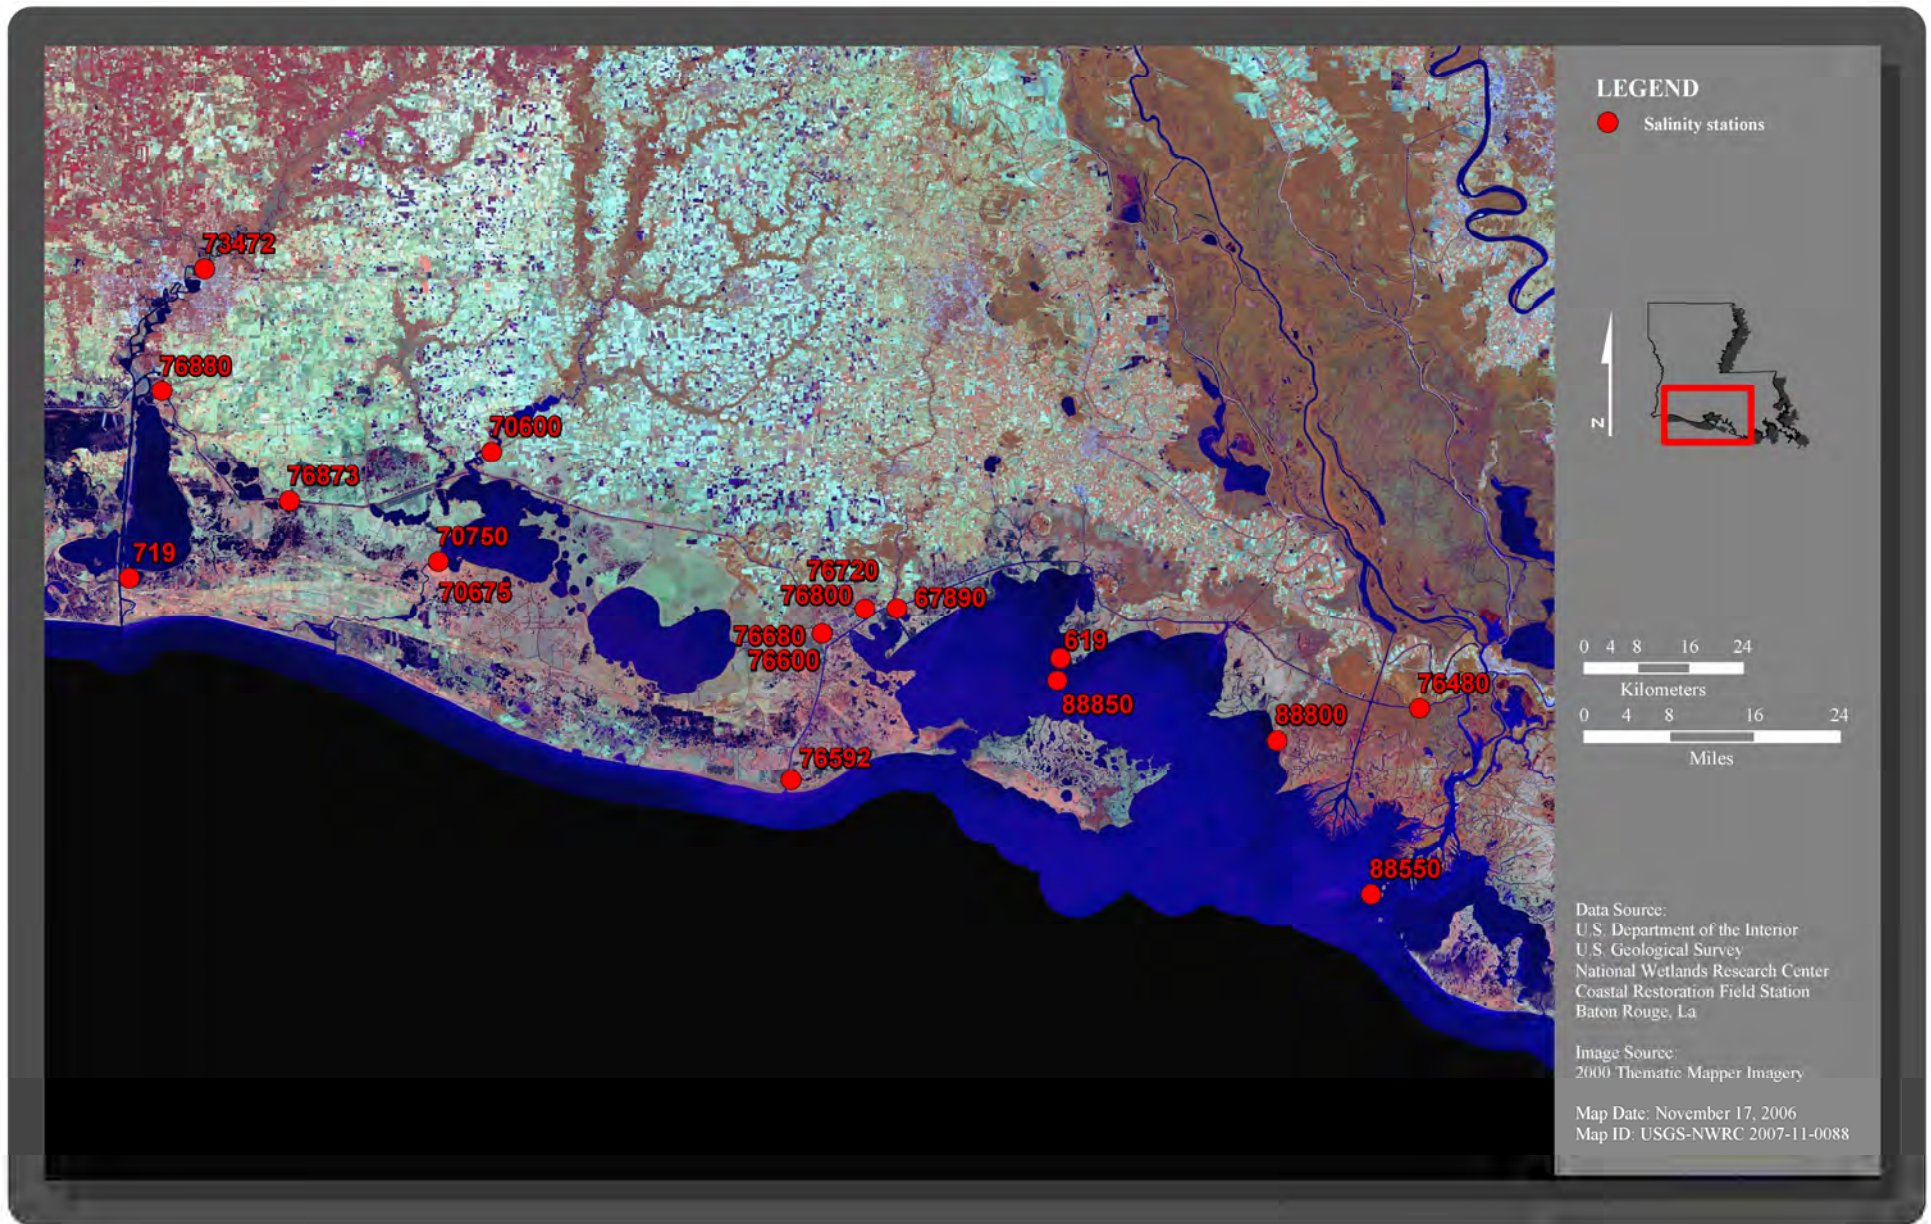 73472
76880
70600
76873
719
70750
70675
76720
76800
67890
76680
76600
619
88850
76480
88800
76592
88550
LEGEND
Salinity stations
N
0 4 8 16 24
Kilometers
0 4 8 16 24
Miles
Data Source:
U.S. Department of the Interior
U.S. Geological Survey
National Wetlands Research Center
Coastal Restoration Field Station
Baton Rouge, La
Image Source:
2000 Thematic Mapper Imagery
Map Date: November 17, 2006
Map ID: USGS-NWRC 2007-11-0088